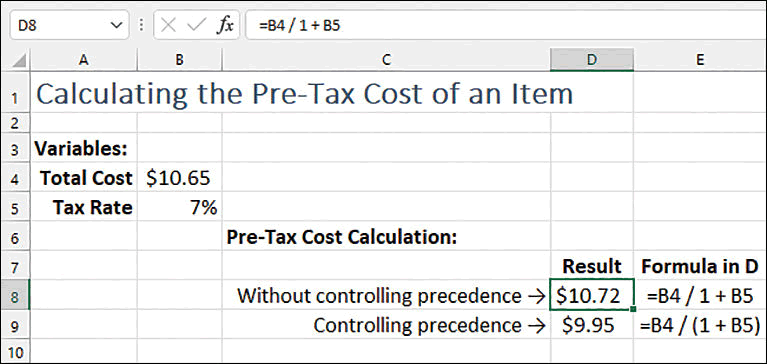 D8 fx =B4 / 1 + B5
A B C D E
1 Calculating the Pre-Tax Cost of an Item
2
3 Variables:
4 Total Cost $10.65
5 Tax Rate 7%
6 Pre-Tax Cost Calculation:
7 Result Formula in D
8 Without controlling precedence → $10.72 =B4 / 1 + B5
9 Controlling precedence → $9.95 =B4 / (1 + B5)
10